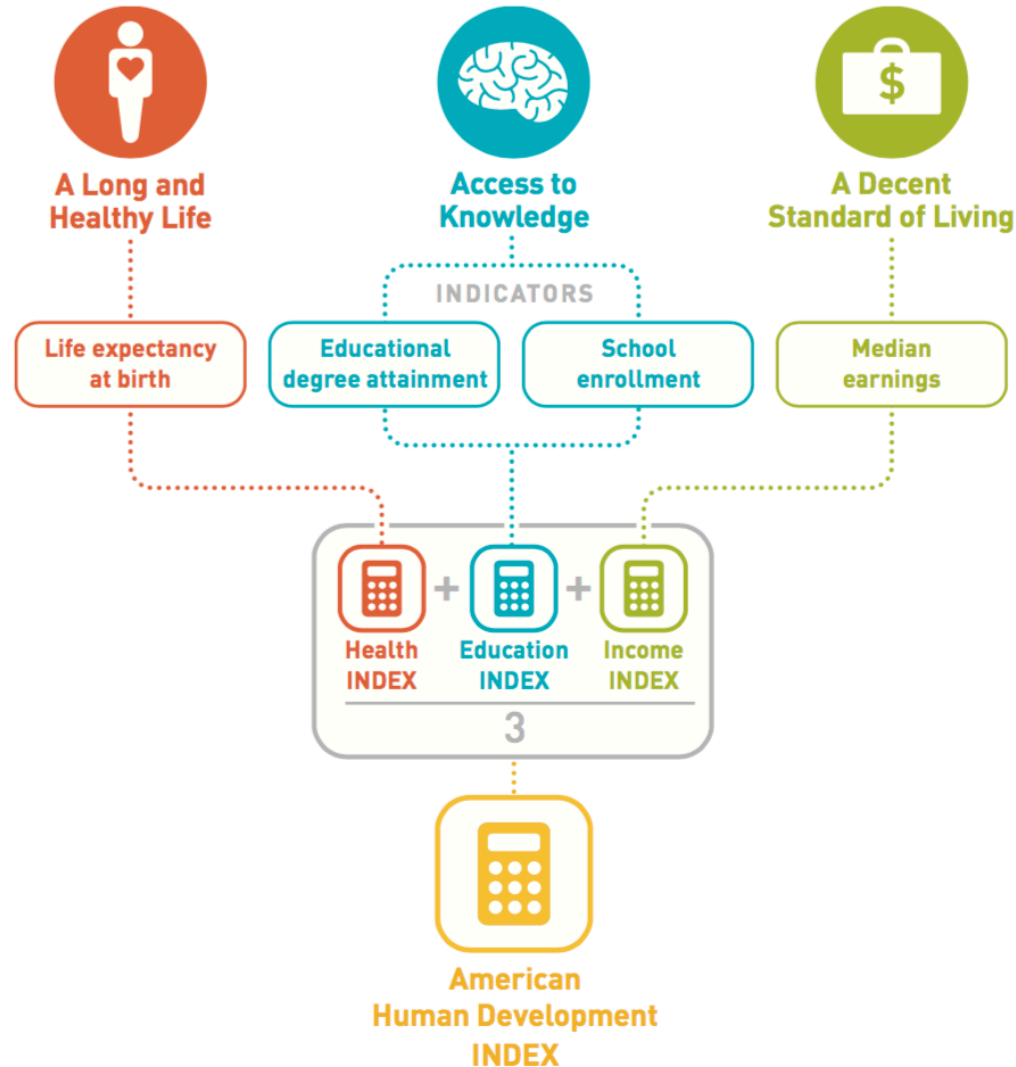 $
A Long and
Healthy Life
Access to
Knowledge
A Decent
Standard of Living
INDICATORS
Life expectancy
at birth
Educational
degree attainment
School
enrollment
Median
earnings
+
+
Health
INDEX
Education
INDEX
Income
INDEX
3
American
Human Development
INDEX